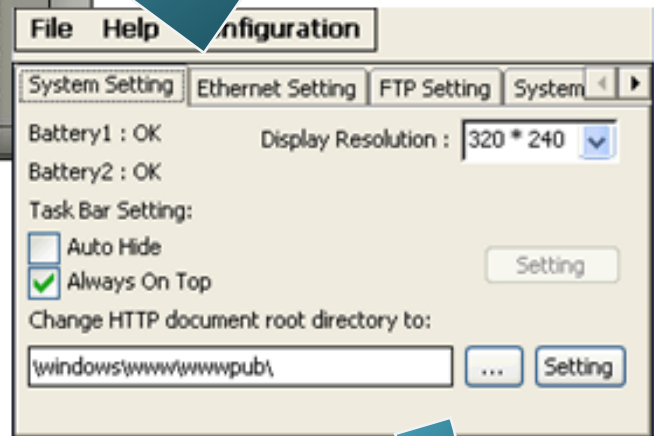 File Help nfiguration
System Setting Ethernet Setting FTP Setting System
Battery1 : OK Display Resolution : 320 * 240
Battery2 : OK
Task Bar Setting:
Auto Hide
Setting
Always On Top
Change HTTP document root directory to:
\windows\www\wwwpub\ ... Setting